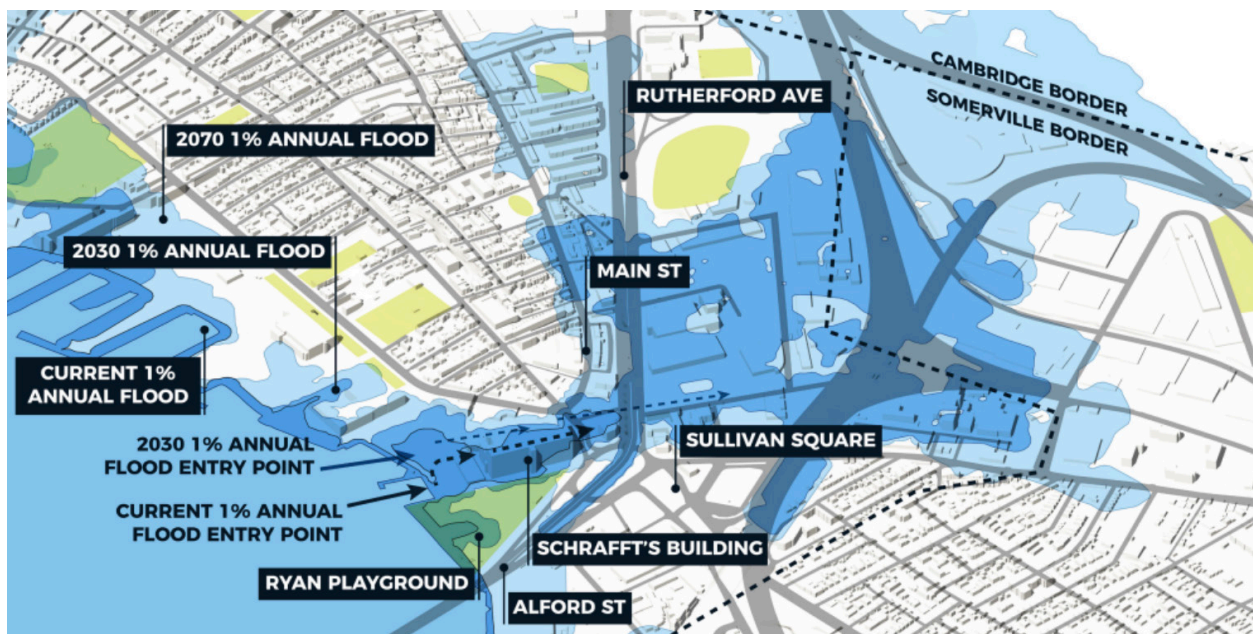 CAMBRIDGE BORDER
SOMERVILLE BORDER
RUTHERFORD AVE
2070 1% ANNUAL FLOOD
2030 1% ANNUAL FLOOD
MAIN ST
CURRENT 1%
ANNUAL FLOOD
2030 1% ANNUAL
FLOOD ENTRY POINT
SULLIVAN SQUARE
CURRENT 1% ANNUAL
FLOOD ENTRY POINT
SCHRAFFT'S BUILDING
RYAN PLAYGROUND
ALFORD ST